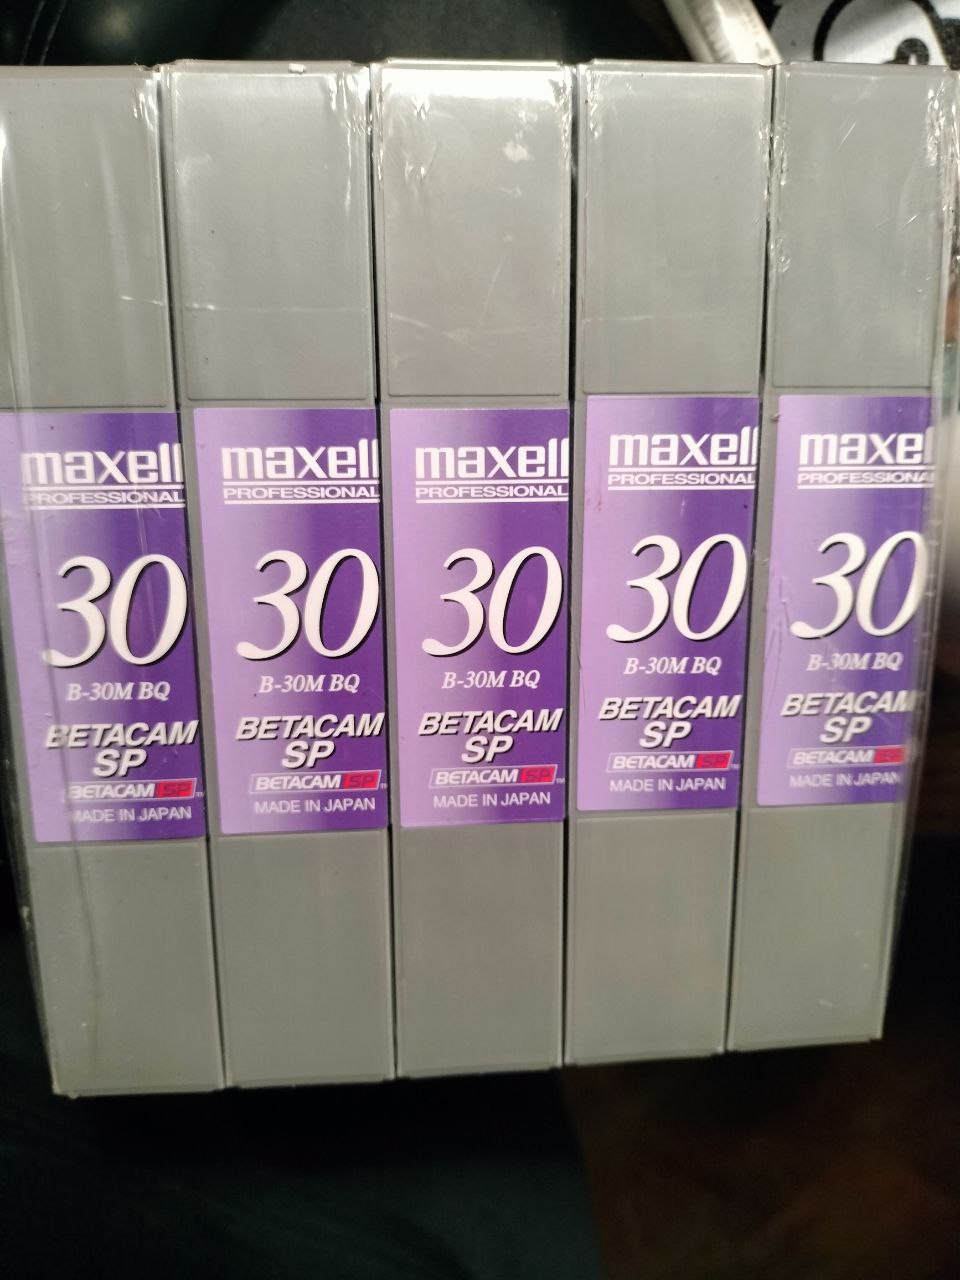 maxell
PROFESSIONAL
30
B-30M BQ
BETACAM
SP
BETACAM SP
MADE IN JAPAN
maxell
PROFESSIONAL
30
B-30M BQ
BETACAM
SP
BETACAM SP™
MADE IN JAPAN
maxell
PROFESSIONAL
30
B-30M BQ
BETACAM
SP
BETACAM SP™
MADE IN JAPAN
maxell
PROFESSIONAL
30
B-30M BQ
BETACAM
SP
BETACAM SP™
MADE IN JAPAN
maxell
PROFESSIONAL
30
B-30M BQ
BETACAM
SP
BETACAM SP
MADE IN JAPAN